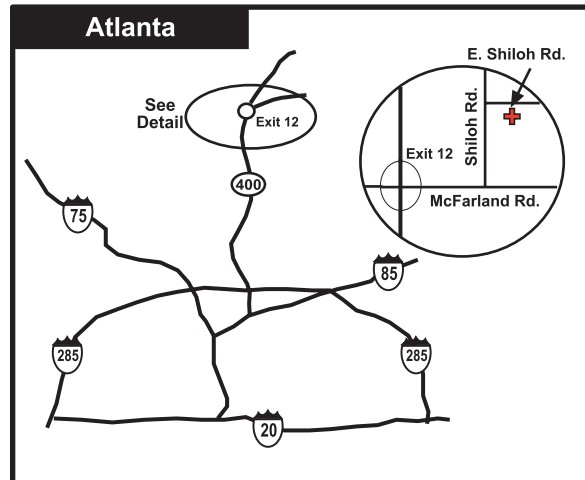 Atlanta
E. Shiloh Rd.
See
Detail
Exit 12
Shiloh Rd.
Exit 12
McFarland Rd.
400
75
85
285
285
20